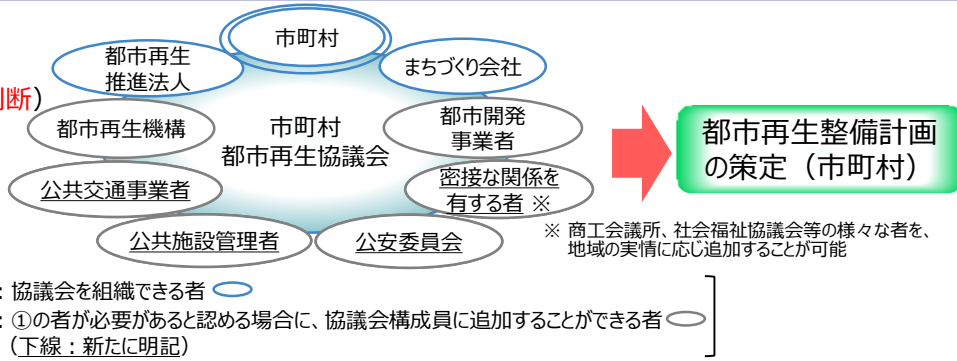 市町村
都市再生
推進法人
まちづくり会社
判断)
都市再生機構
市町村
都市再生協議会
都市開発
事業者
都市再生整備計画
の策定（市町村）
公共交通事業者
密接な関係を
有する者 ※
公共施設管理者
公安委員会
※ 商工会議所、社会福祉協議会等の様々な者を、
地域の実情に応じ追加することが可能
：協議会を組織できる者
：①の者が必要があると認める場合に、協議会構成員に追加することができる者
（下線：新たに明記）